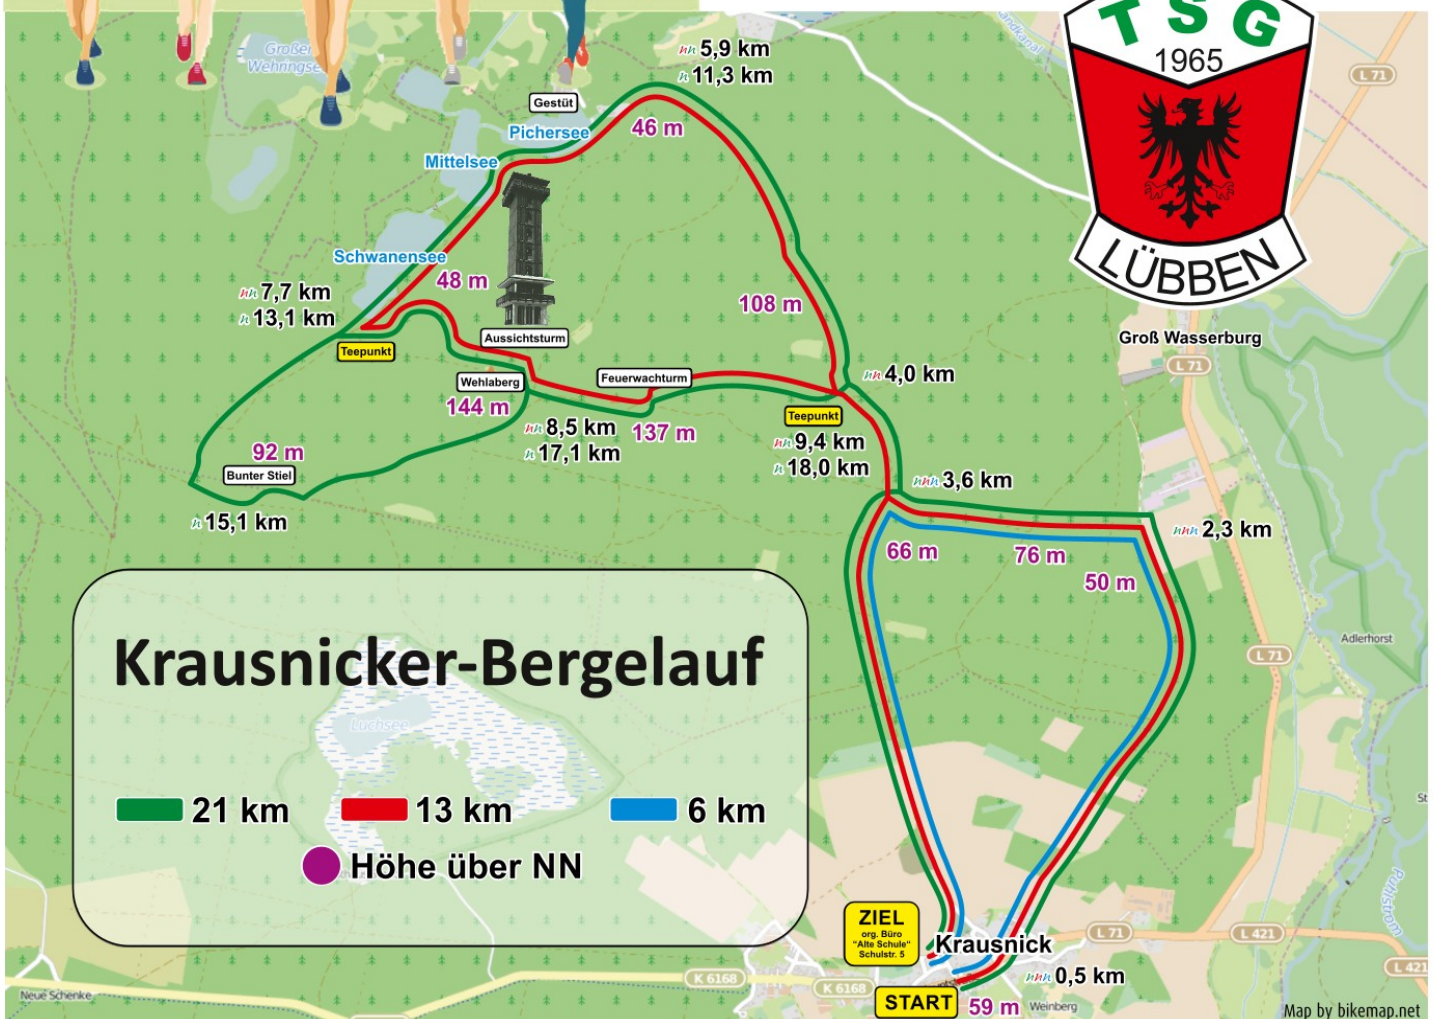 TSG
1965
LÜBBEN
5,9 km
11,3 km
Gestüt
Pichersee
46 m
Mittelsee
L 71
Schwanensee
48 m
7,7 km
13,1 km
108 m
Aussichtsturm
Teepunkt
Groß Wasserburg
L 71
Wehlaberg
Feuerwachturm
4,0 km
144 m
Teepunkt
8,5 km
137 m
17,1 km
9,4 km
18,0 km
92 m
Bunter Stiel
15,1 km
3,6 km
2,3 km
66 m
76 m
50 m
Krausnicker-Bergelauf
Luchsee
21 km
13 km
6 km
Höhe über NN
Adlerhorst
L 71
ZIEL
org. Büro
"Alte Schule"
Schulstr. 5
Krausnick
L 71
L 421
L 421
0,5 km
K 6168
K 6168
START
59 m
Weinberg
Neue Schenke
Map by bikemap.net